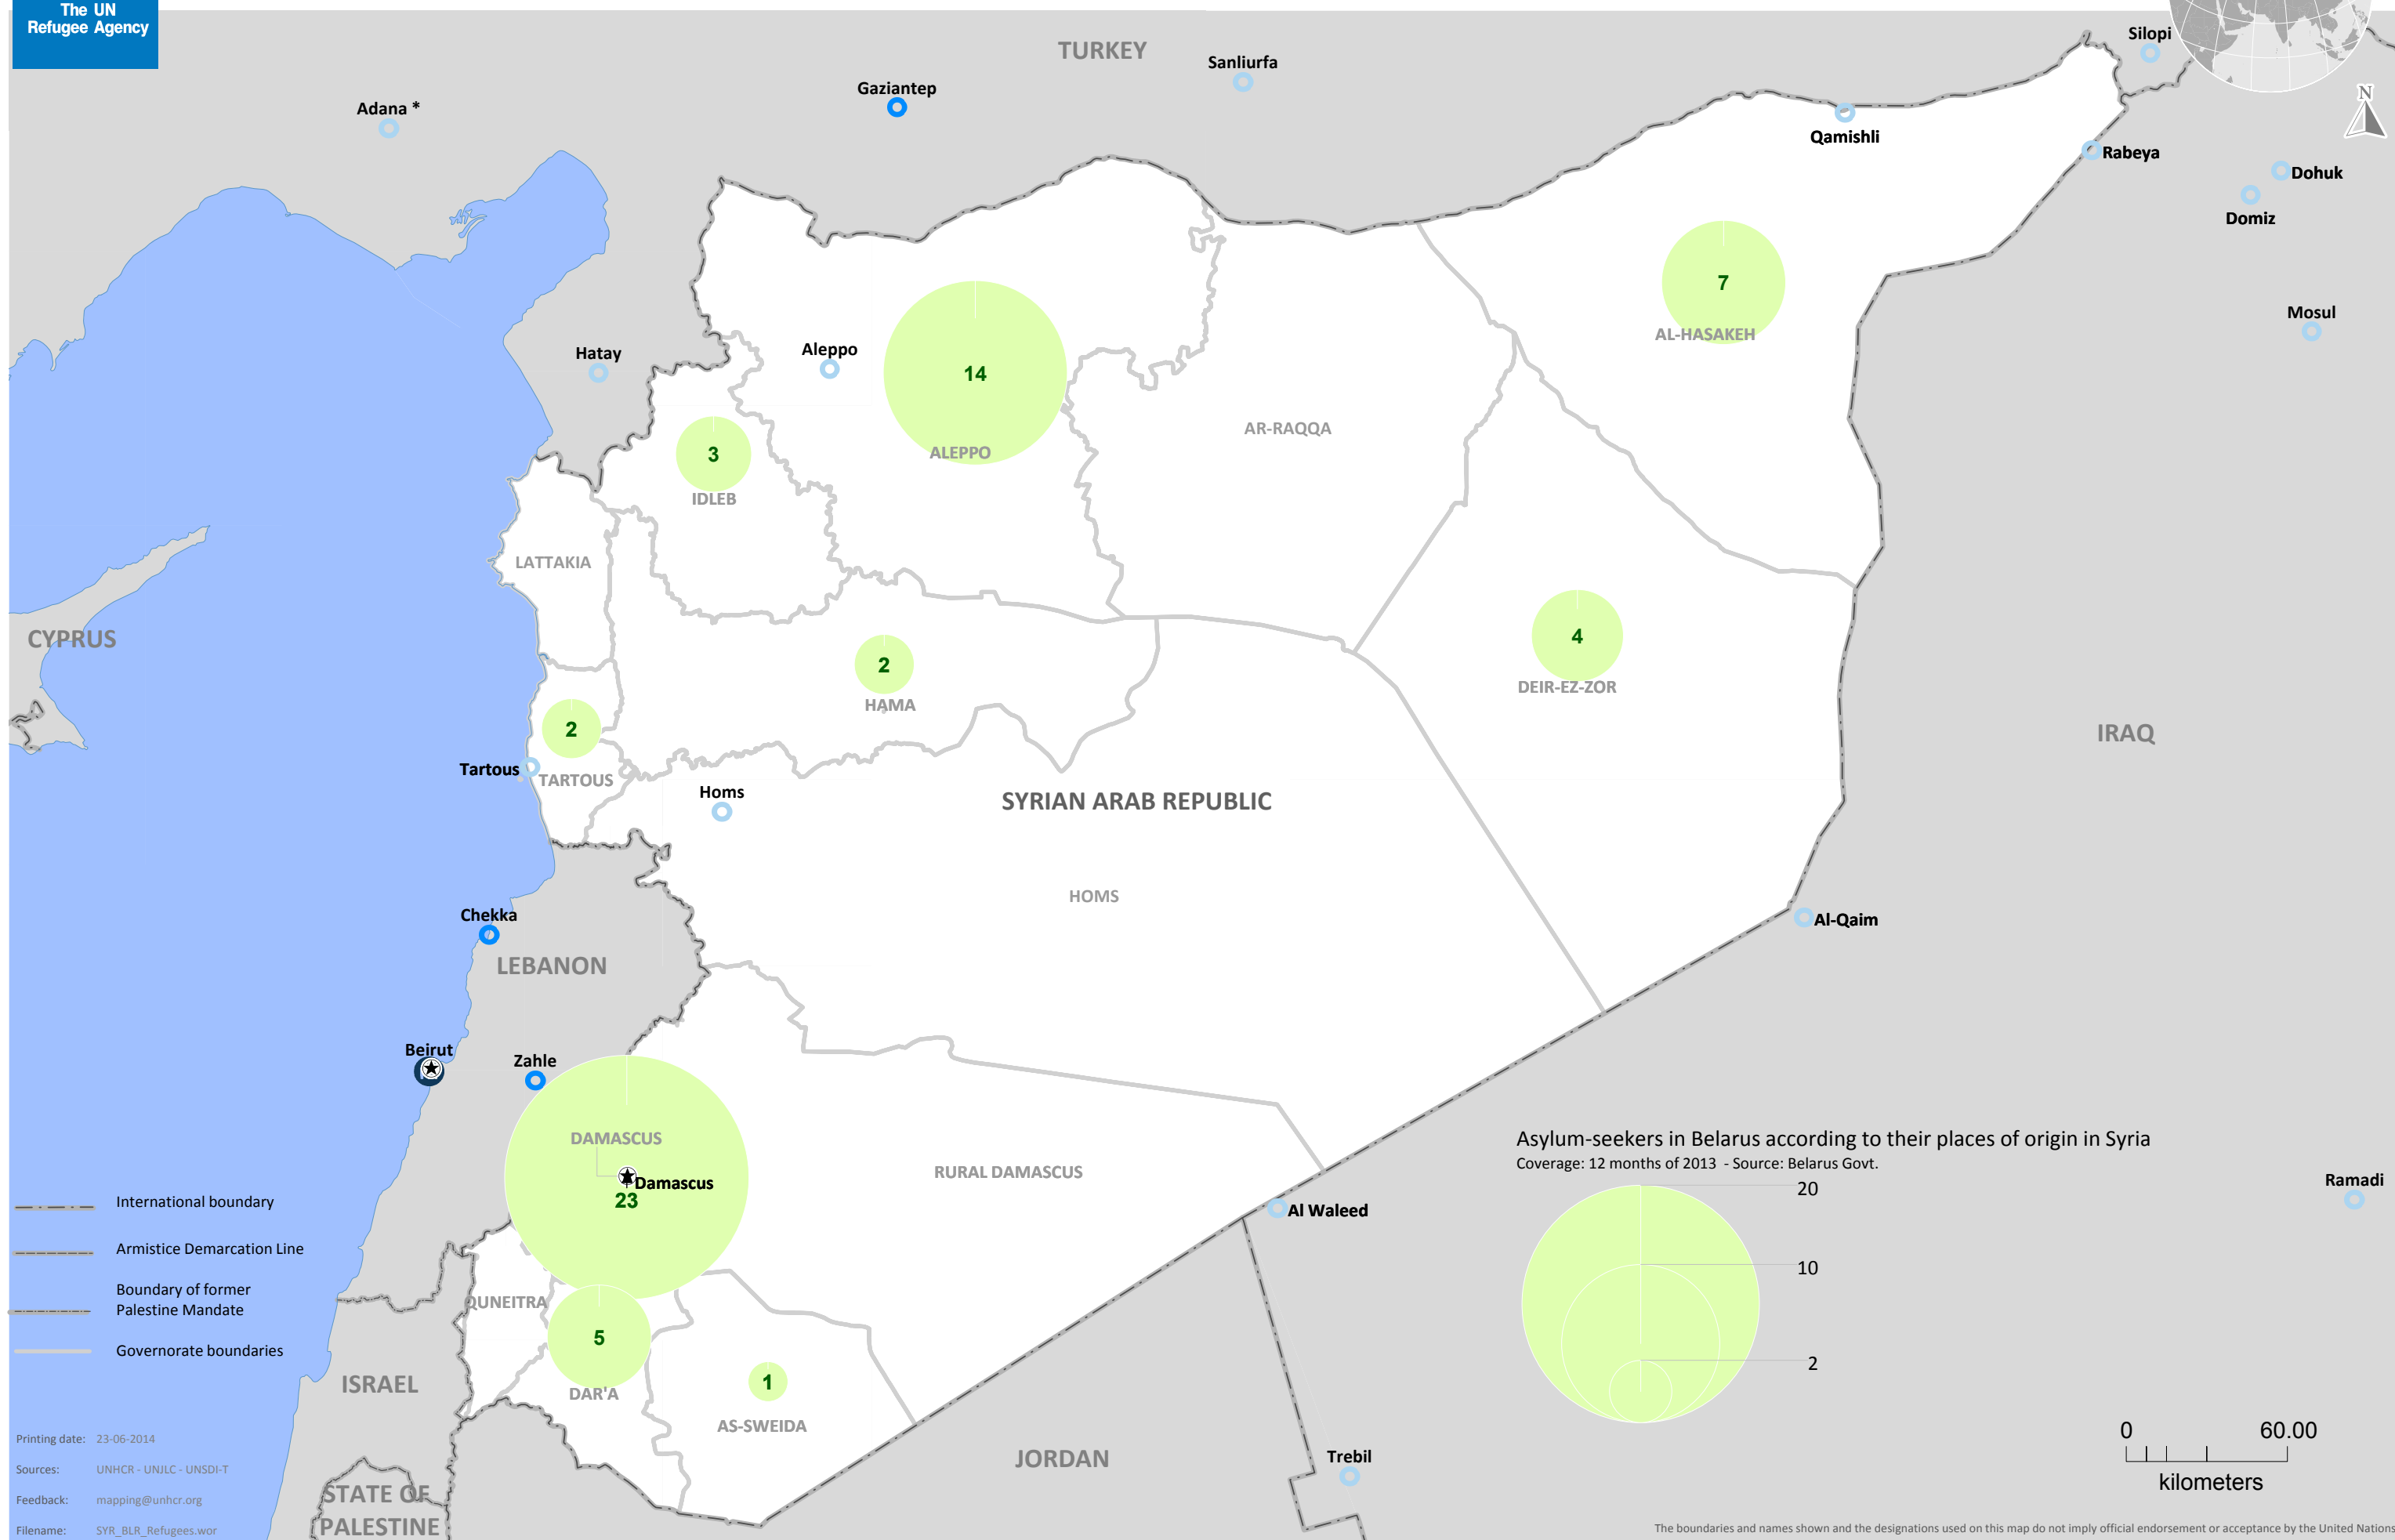 The UN
Refugee Agency
TURKEY
Silopi
Sanliurfa
Gaziantep
Adana *
N
Qamishli
Rabeya
Dohuk
Domiz
7
AL-HASAKEH
Mosul
Hatay
Aleppo
14
ALEPPO
AR-RAQQA
3
IDLEB
LATTAKIA
CYPRUS
2
HAMA
4
DEIR-EZ-ZOR
2
TARTOUS
Tartous
IRAQ
Homs
SYRIAN ARAB REPUBLIC
HOMS
Chekka
Al-Qaim
LEBANON
Beirut
Zahle
DAMASCUS
Damascus
23
RURAL DAMASCUS
Al Waleed
Ramadi
Asylum-seekers in Belarus according to their places of origin in Syria
Coverage: 12 months of 2013 - Source: Belarus Govt.
20
10
2
International boundary
Armistice Demarcation Line
Boundary of former
Palestine Mandate
Governorate boundaries
QUNEITRA
5
DAR'A
1
AS-SWEIDA
ISRAEL
JORDAN
Trebil
STATE OF
PALESTINE
0 60.00
kilometers
Printing date: 23-06-2014
Sources: UNHCR - UNJLC - UNSDI-T
Feedback: mapping@unhcr.org
Filename: SYR_BLR_Refugees.wor
The boundaries and names shown and the designations used on this map do not imply official endorsement or acceptance by the United Nations